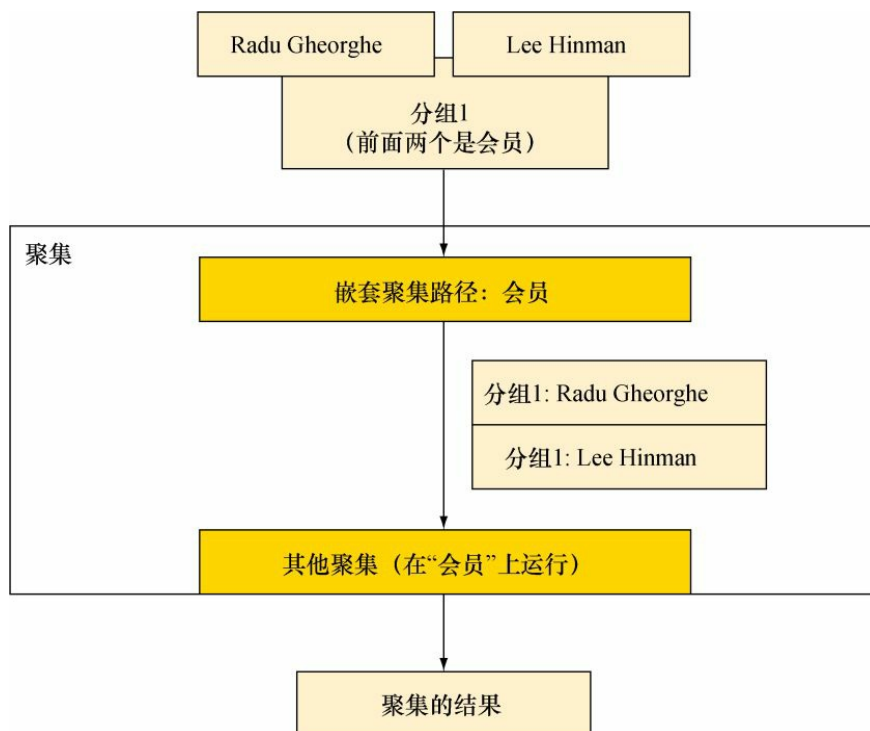 Radu Gheorghe
Lee Hinman
分组1
（前面两个是会员）
聚集
嵌套聚集路径：会员
分组1: Radu Gheorghe
分组1: Lee Hinman
其他聚集（在“会员”上运行）
聚集的结果